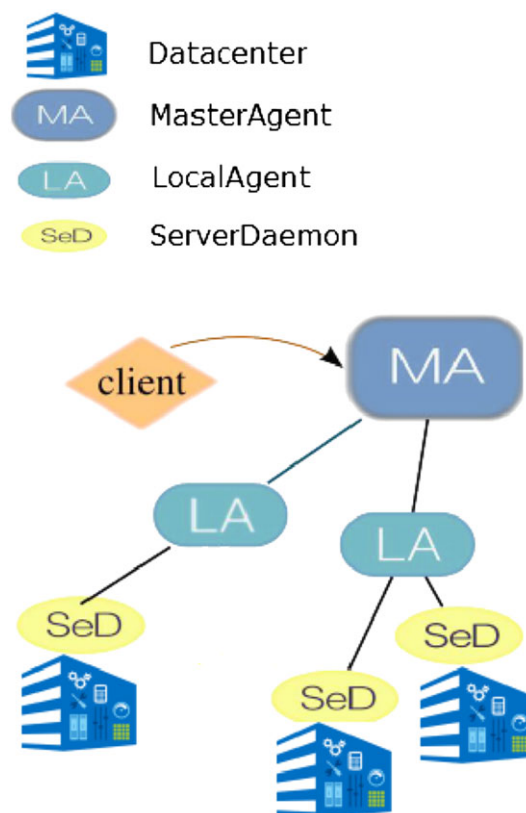 Datacenter
MA MasterAgent
LA LocalAgent
SeD ServerDaemon
MA
client
LA
LA
SeD
SeD
SeD